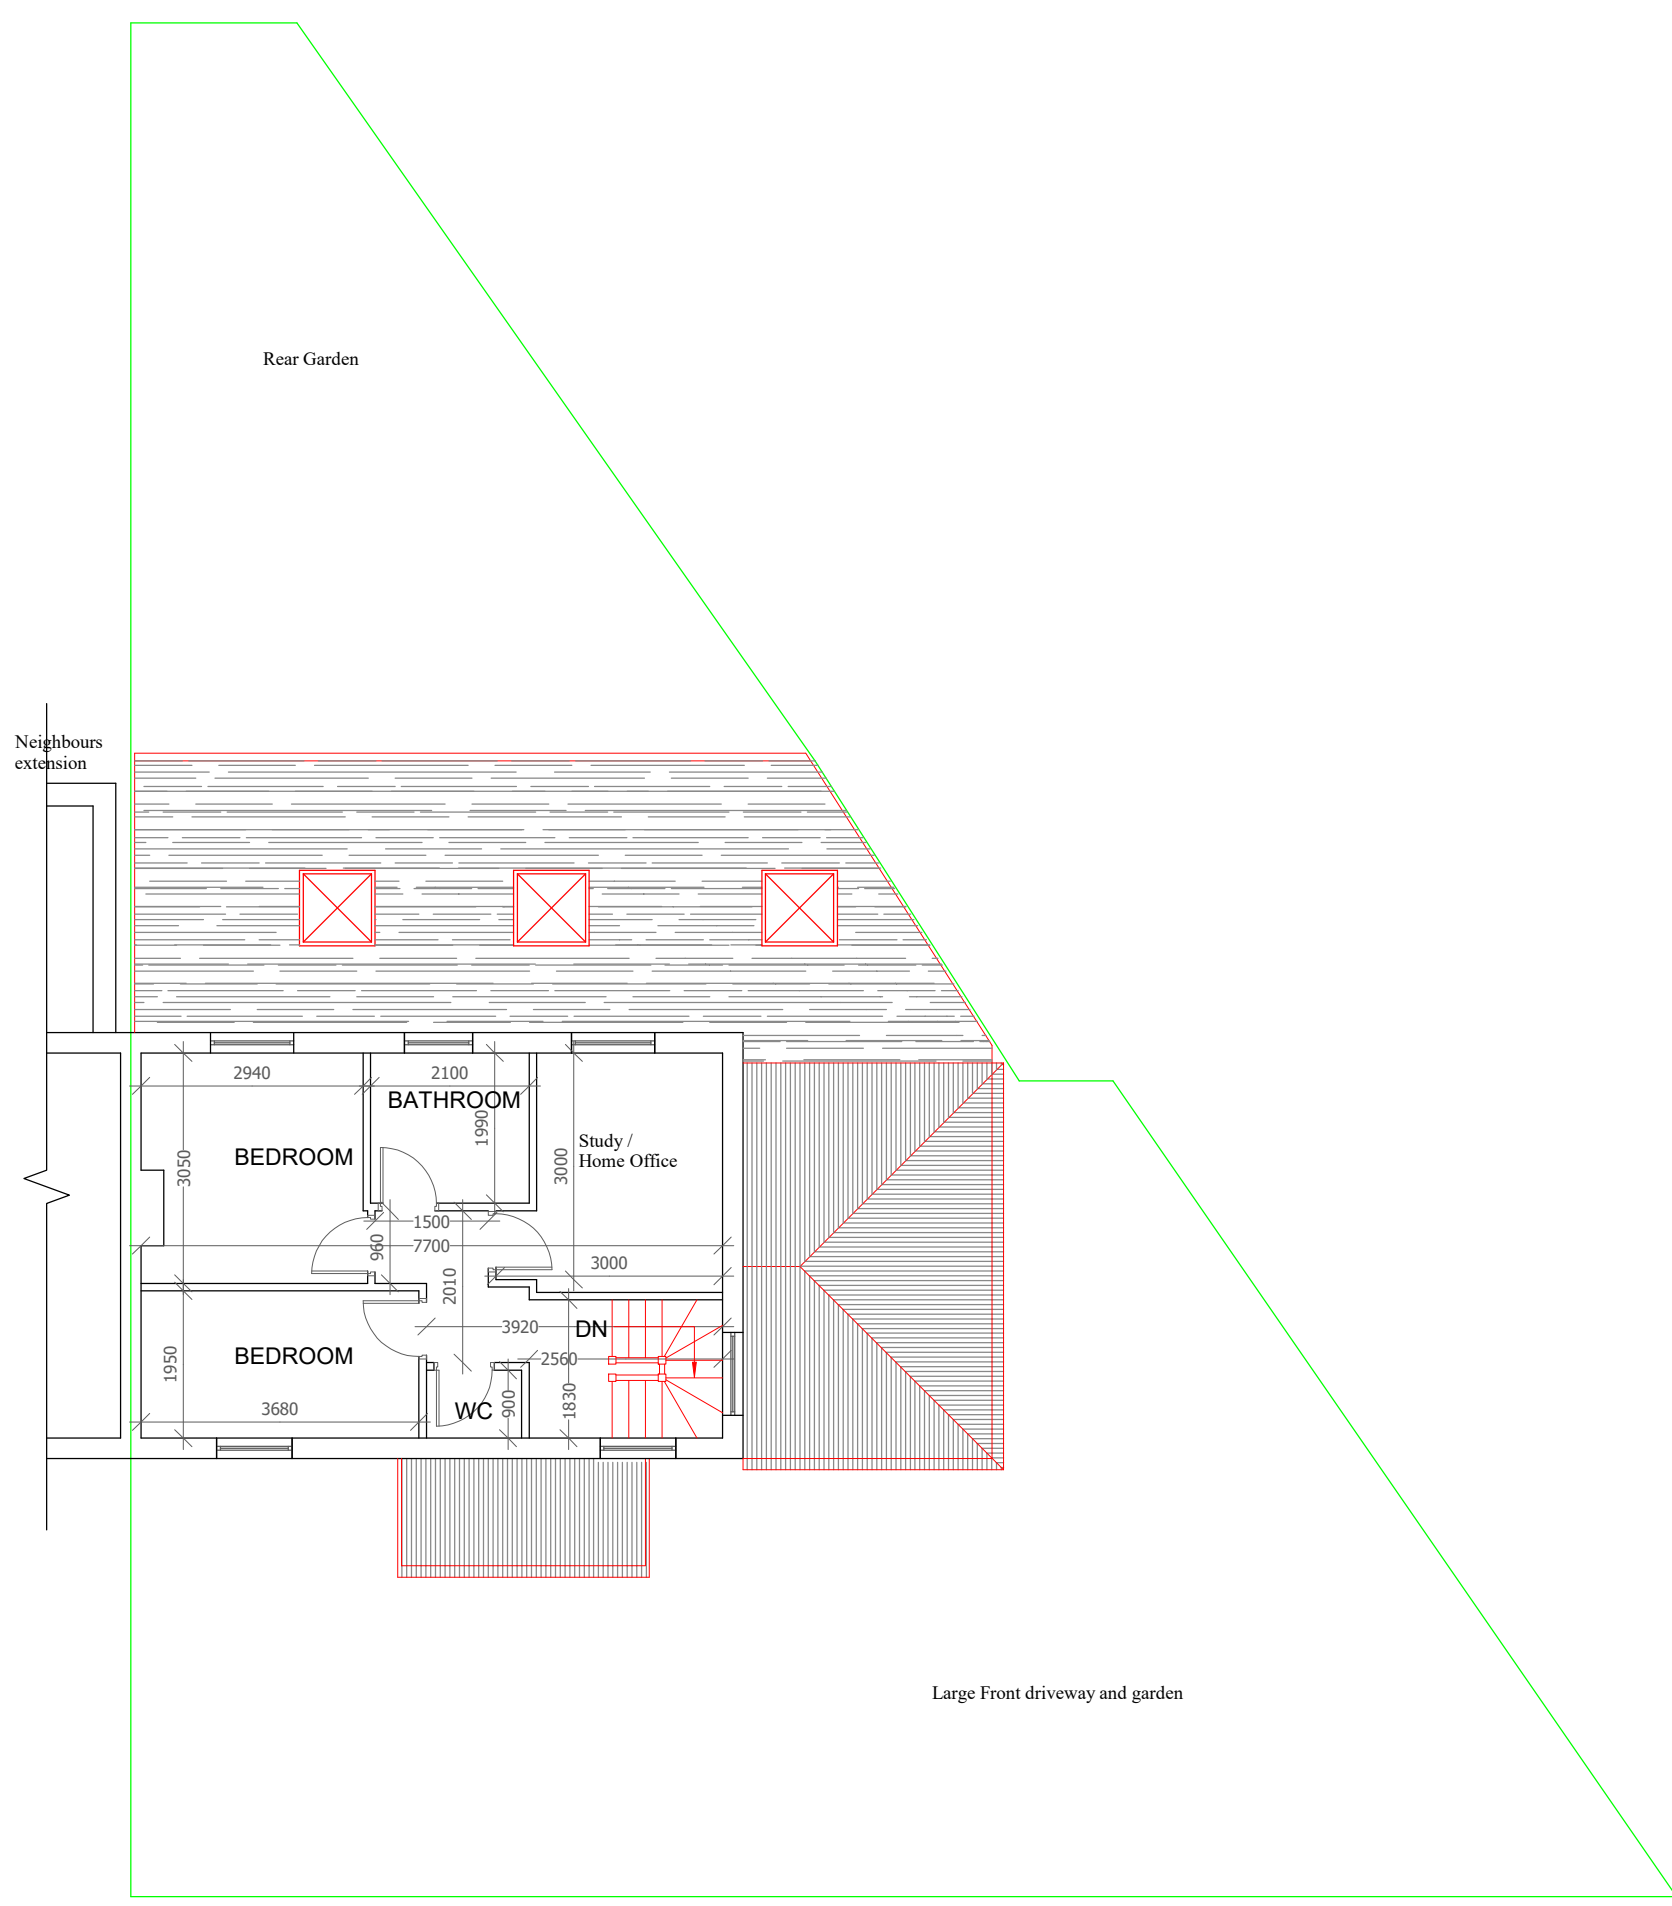 Rear Garden
Neighbours
extension
2940
2100
BATHROOM
1990
Study /
Home Office
BEDROOM
3050
3000
1500
960
7700
3000
2010
3920
DN
BEDROOM
1950
2560
3680
WC
900
1830
Large Front driveway and garden